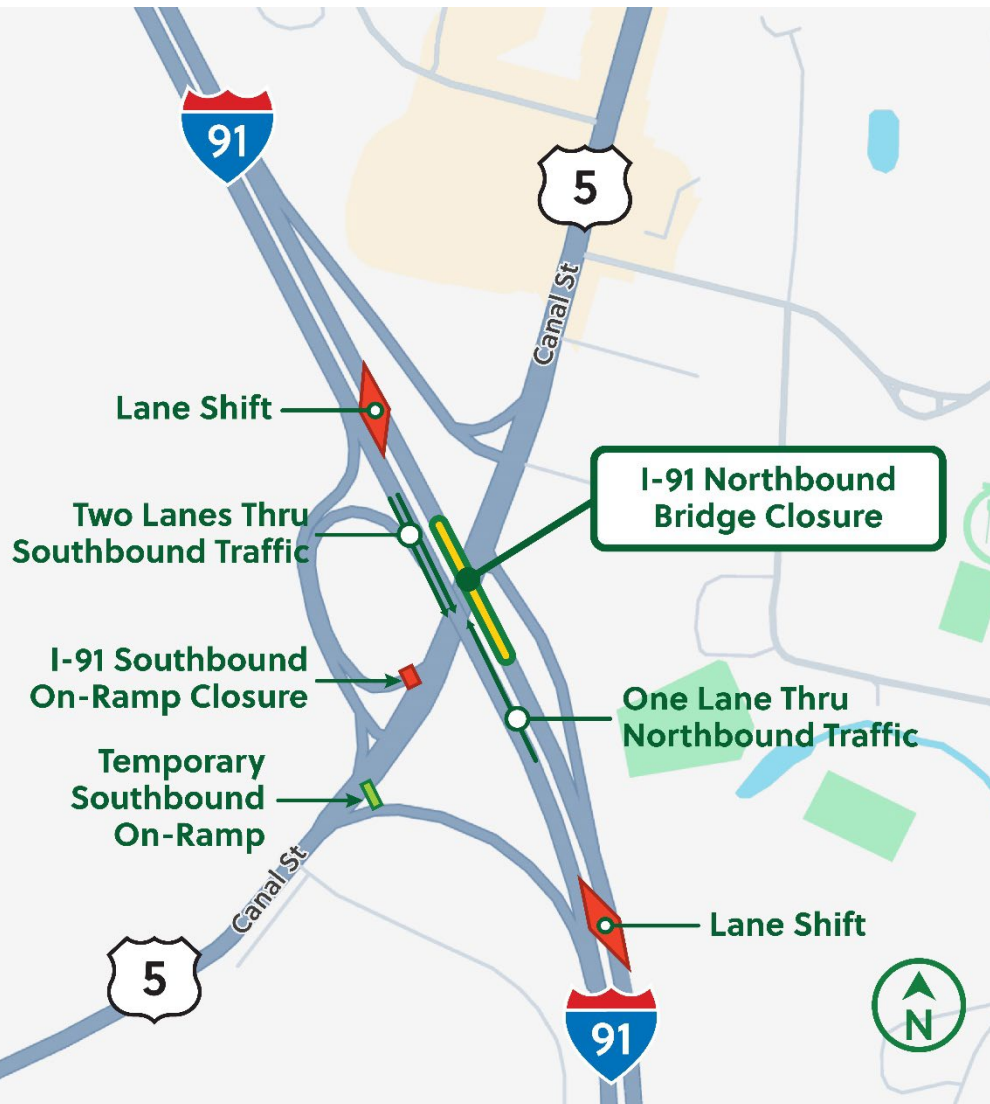 91
5
Canal St
Lane Shift
I-91 Northbound
Bridge Closure
Two Lanes Thru
Southbound Traffic
I-91 Southbound
On-Ramp Closure
One Lane Thru
Northbound Traffic
Temporary
Southbound
On-Ramp
Canal St
Lane Shift
5
91
N